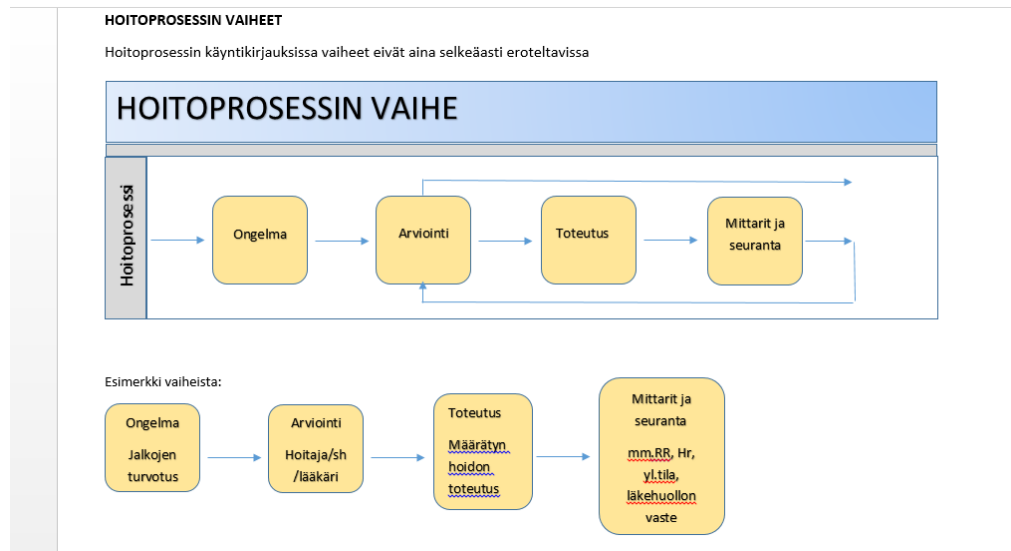 HOITOPROSESSIN VAIHEET
Hoitoprosessin käyntikirjauksissa vaiheet eivät aina selkeäasti eroteltavissa
HOITOPROSESSIN VAIHE
Hoitoprosessi
Ongelma
Arviointi
Toteutus
Mittarit ja
seuranta
Esimerkki vaiheista:
Ongelma
Jalkojen
turvotus
Arviointi
Hoitaja/sh
/lääkäri
Toteutus
Määrätyn
hoidon
toteutus
Mittarit ja
seuranta
mm.RR, Hr,
yl.tila,
läkehuollon
vaste